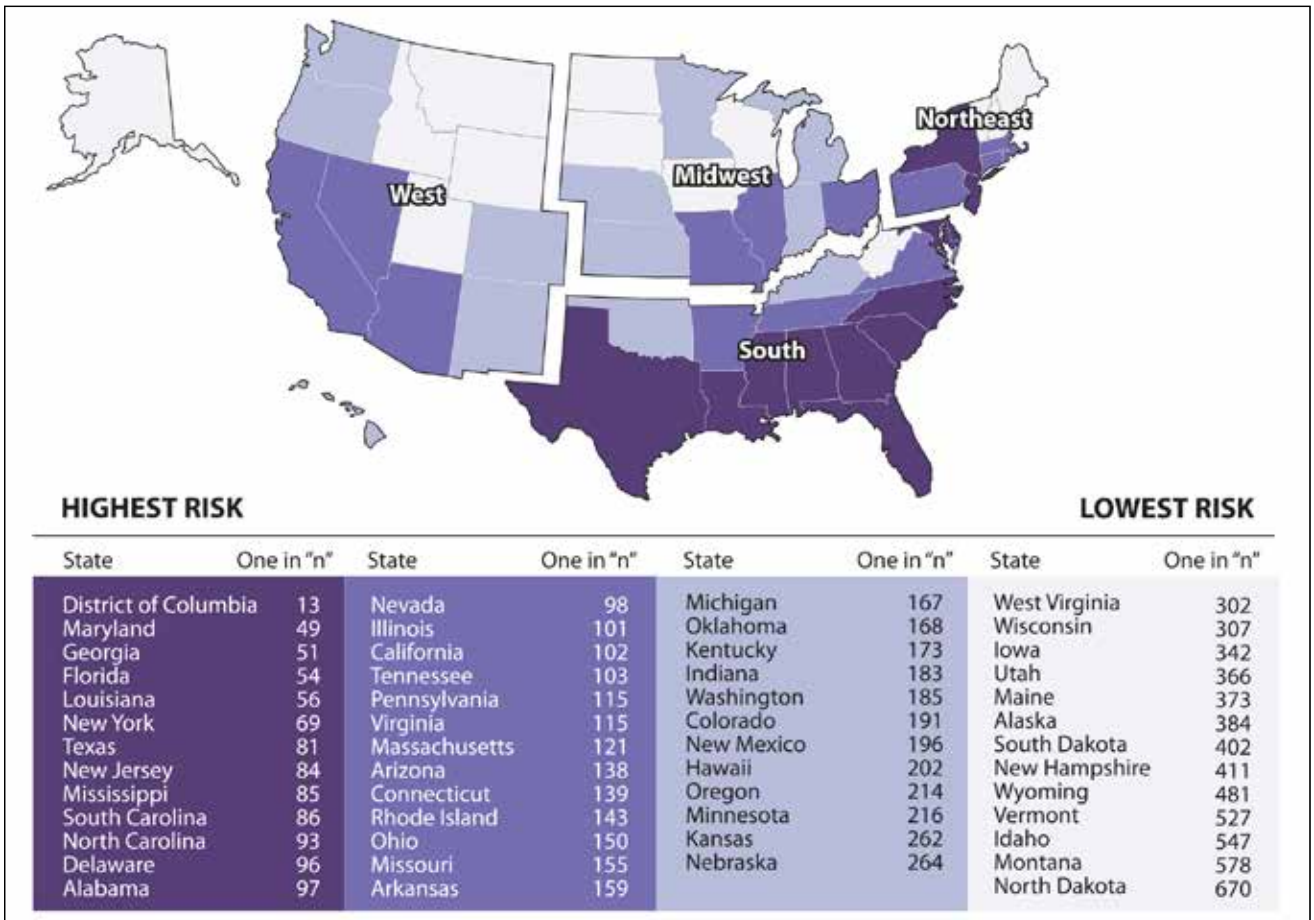 Northeast
Midwest
West
South
HIGHEST RISK LOWEST RISK
State One in "n" State One in "n" State One in "n" State One in "n"
District of Columbia 13 Nevada 98 Michigan 167 West Virginia 302
Maryland 49 Illinois 101 Oklahoma 168 Wisconsin 307
Georgia 51 California 102 Kentucky 173 Iowa 342
Florida 54 Tennessee 103 Indiana 183 Utah 366
Louisiana 56 Pennsylvania 115 Washington 185 Maine 373
New York 69 Virginia 115 Colorado 191 Alaska 384
Texas 81 Massachusetts 121 New Mexico 196 South Dakota 402
New Jersey 84 Arizona 138 Hawaii 202 New Hampshire 411
Mississippi 85 Connecticut 139 Oregon 214 Wyoming 481
South Carolina 86 Rhode Island 143 Minnesota 216 Vermont 527
North Carolina 93 Ohio 150 Kansas 262 Idaho 547
Delaware 96 Missouri 155 Nebraska 264 Montana 578
Alabama 97 Arkansas 159 North Dakota 670